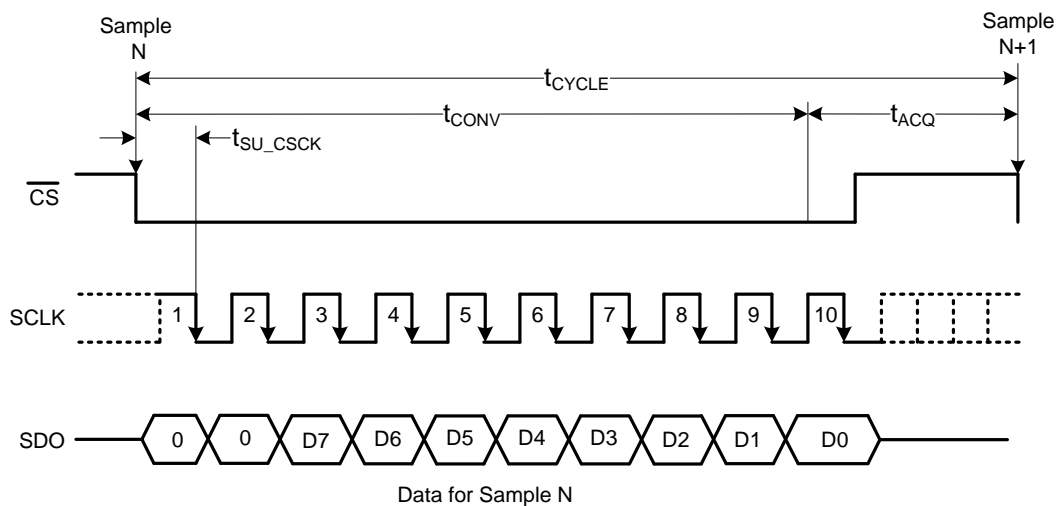 Sample
N
Sample
N+1
tCYCLE
tCONV
tACQ
tSU_CSCK
CS
SCLK
1 2 3 4 5 6 7 8 9 10
SDO
0 0 D7 D6 D5 D4 D3 D2 D1 D0
Data for Sample N